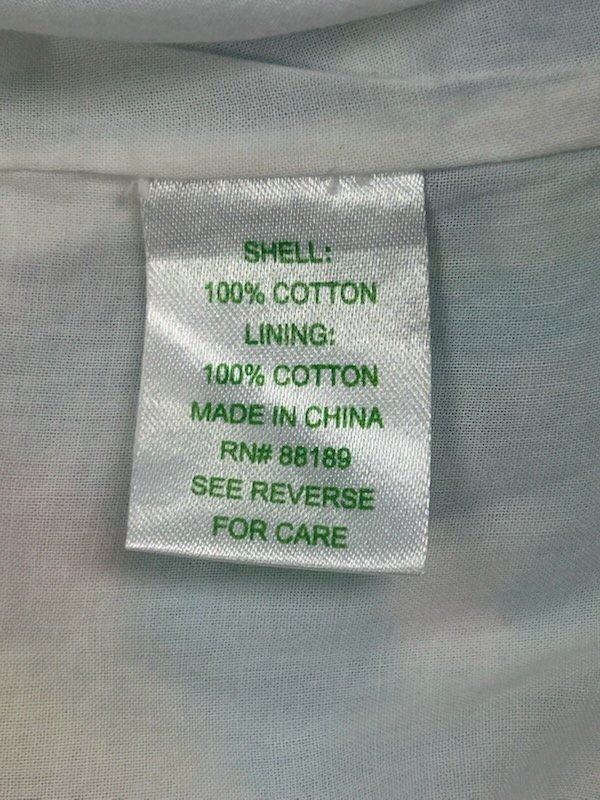 SHELL:
100% COTTON
LINING:
100% COTTON
MADE IN CHINA
RN# 88189
SEE REVERSE
FOR CARE